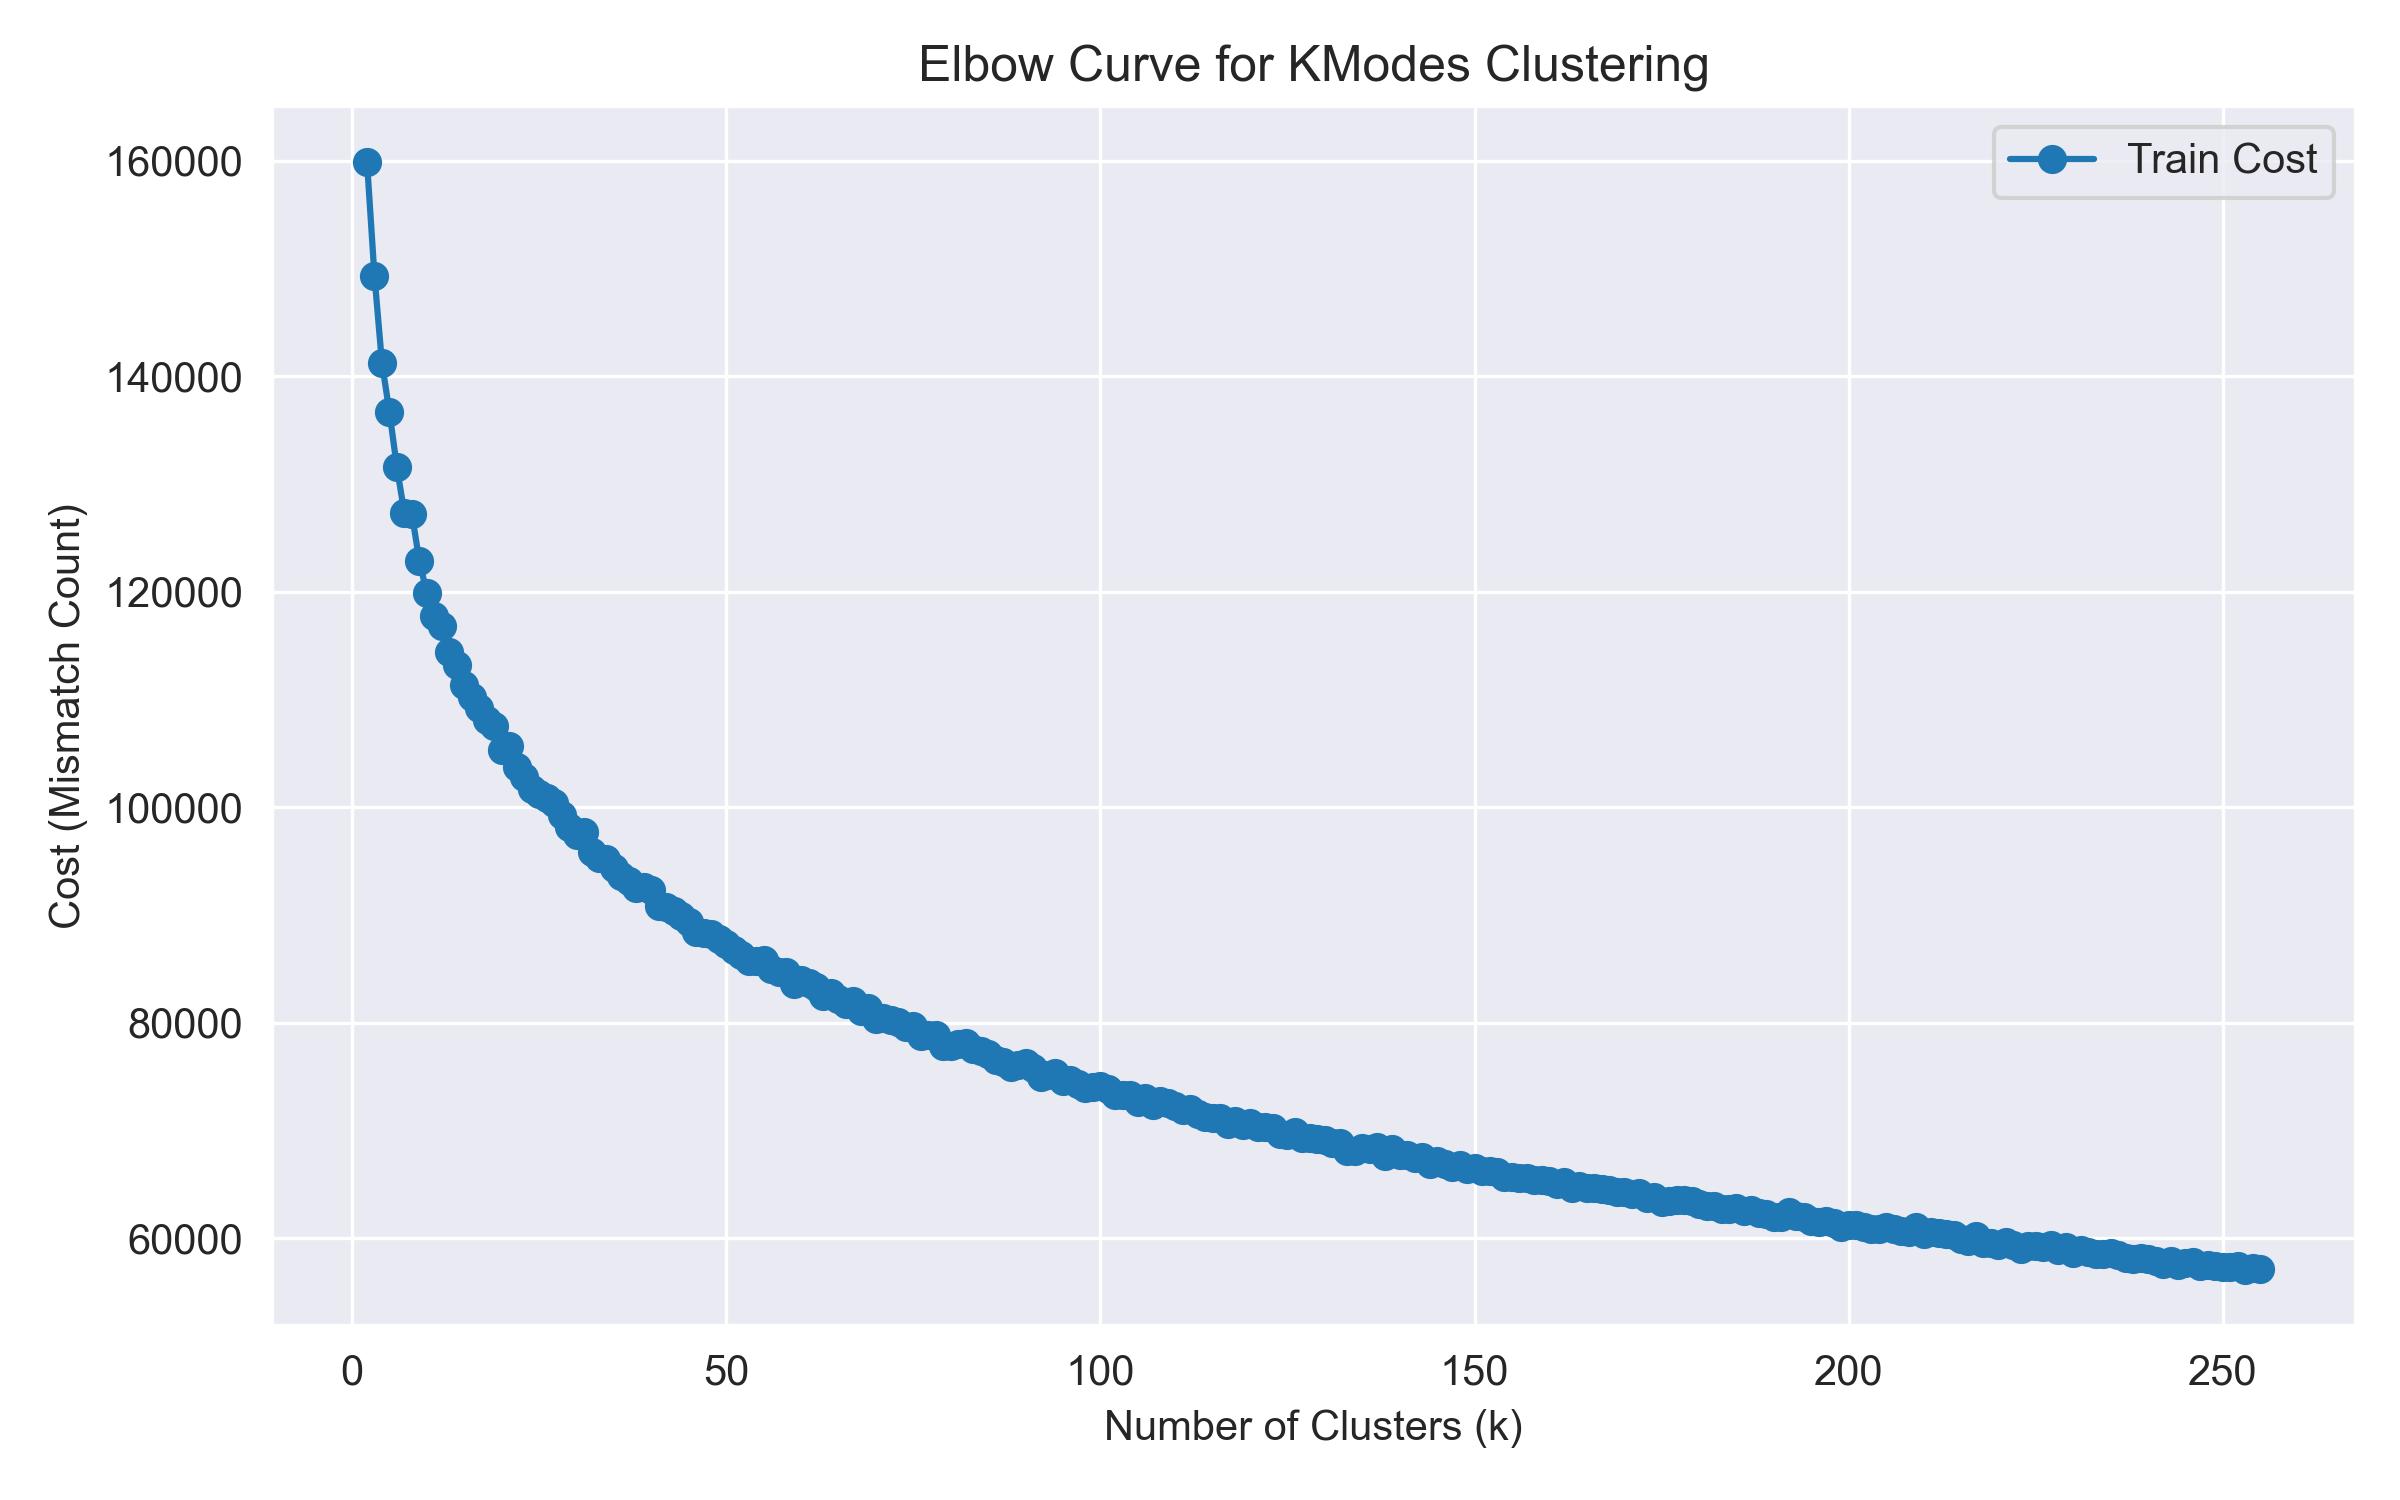 Elbow Curve for KModes Clustering
Train Cost
Cost (Mismatch Count)
160000
140000
120000
100000
80000
60000
0 50 100 150 200 250
Number of Clusters (k)